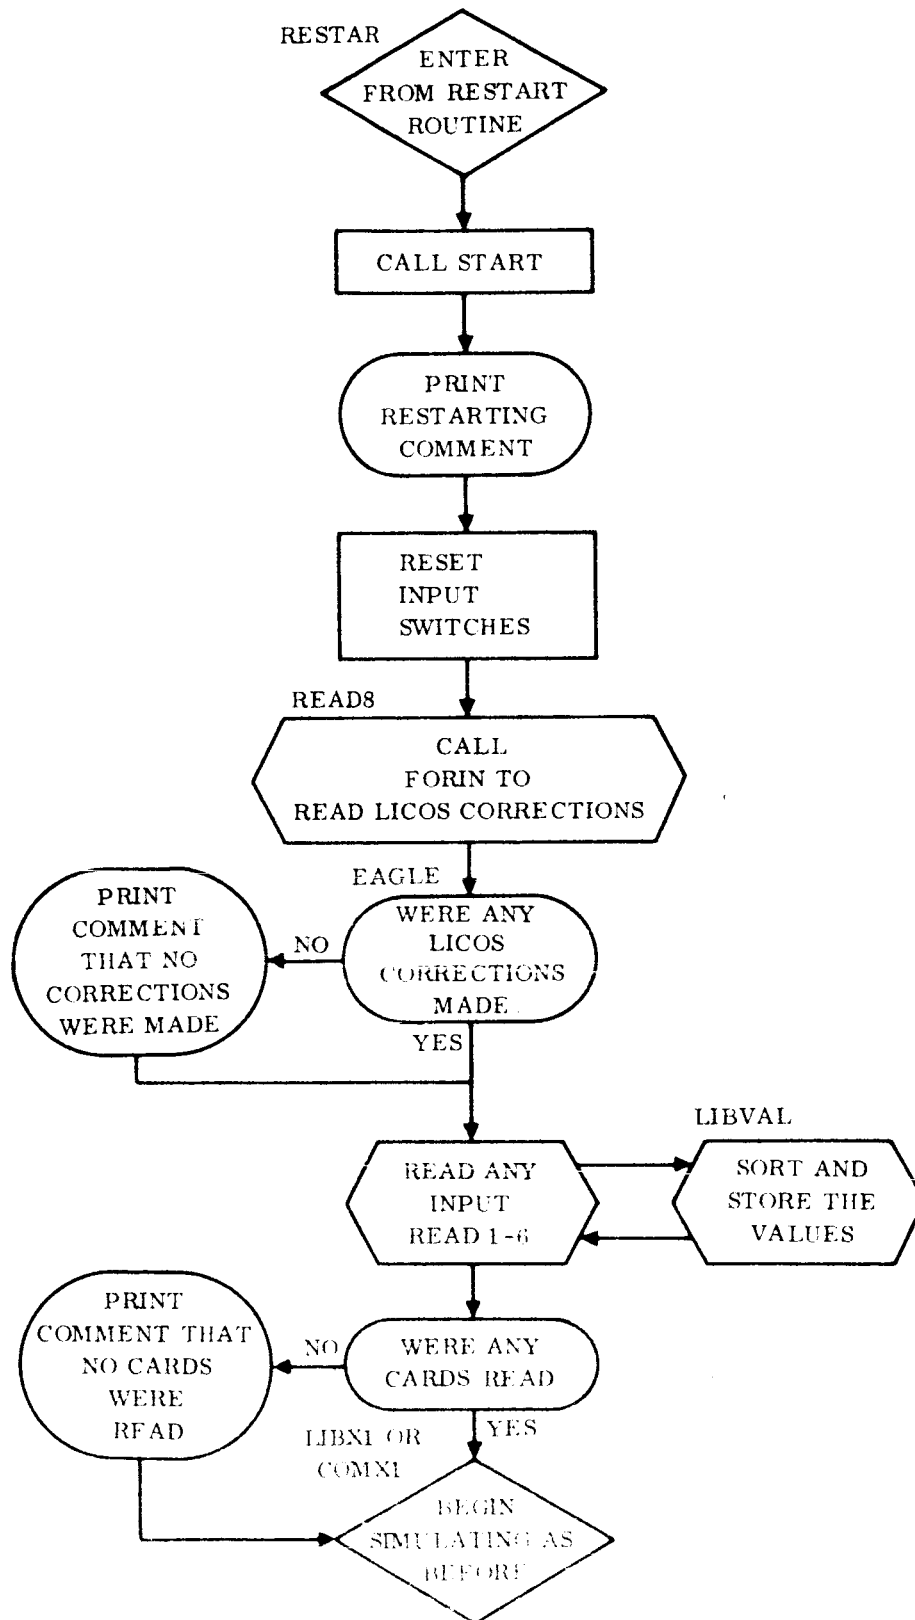 RESTAR
ENTER
FROM RESTART
ROUTINE
CALL START
PRINT
RESTARTING
COMMENT
RESET
INPUT
SWITCHES
READ8
CALL
FORIN TO
READ LICOS CORRECTIONS
EAGLE
WERE ANY
LICOS
CORRECTIONS
MADE
NO
PRINT
COMMENT
THAT NO
CORRECTIONS
WERE MADE
YES
LIBVAL
READ ANY
INPUT
READ 1-6
SORT AND
STORE THE
VALUES
WERE ANY
CARDS READ
NO
PRINT
COMMENT THAT
NO CARDS
WERE
READ
YES
LIBX1 OR
COMX1
BEGIN
SIMULATING AS
BEFORE